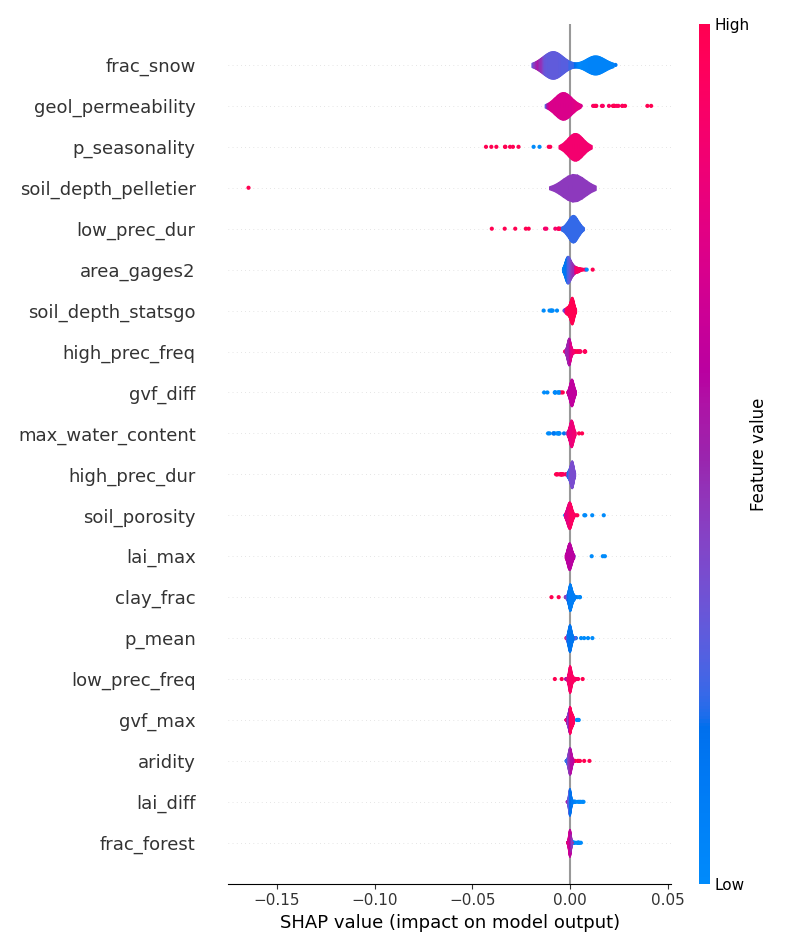 High
frac_snow
geol_permeability
p_seasonality
soil_depth_pelletier
low_prec_dur
area_gages2
soil_depth_statsgo
high_prec_freq
gvf_diff
max_water_content
high_prec_dur
soil_porosity
lai_max
clay_frac
p_mean
low_prec_freq
gvf_max
aridity
lai_diff
frac_forest
Feature value
Low
−0.15 −0.10 −0.05 0.00 0.05
SHAP value (impact on model output)